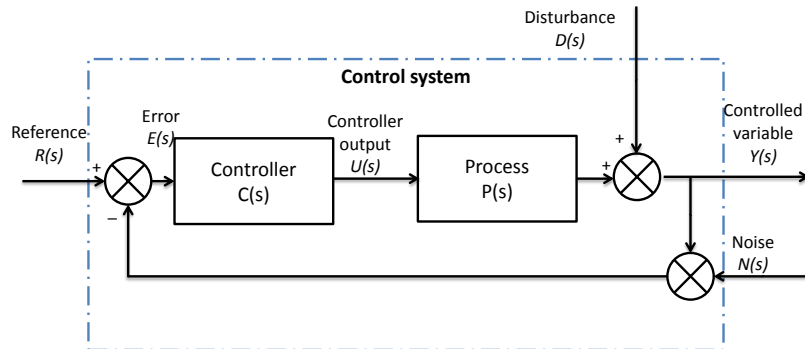 Disturbance
D(s)
Control system
Reference
R(s)
+
Error
E(s)
Controller
C(s)
Controller
output
U(s)
Process
P(s)
+
+
Controlled
variable
Y(s)
–
Noise
N(s)